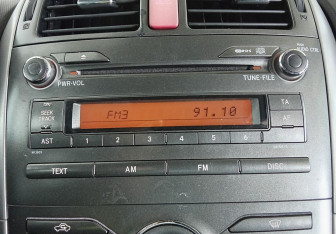 PWR·VOL
TUNE·FILE
SEEK
TRACK
FM3 91.10
TA
AF
AST 1 2 3 4 5 6
TEXT AM FM DISC